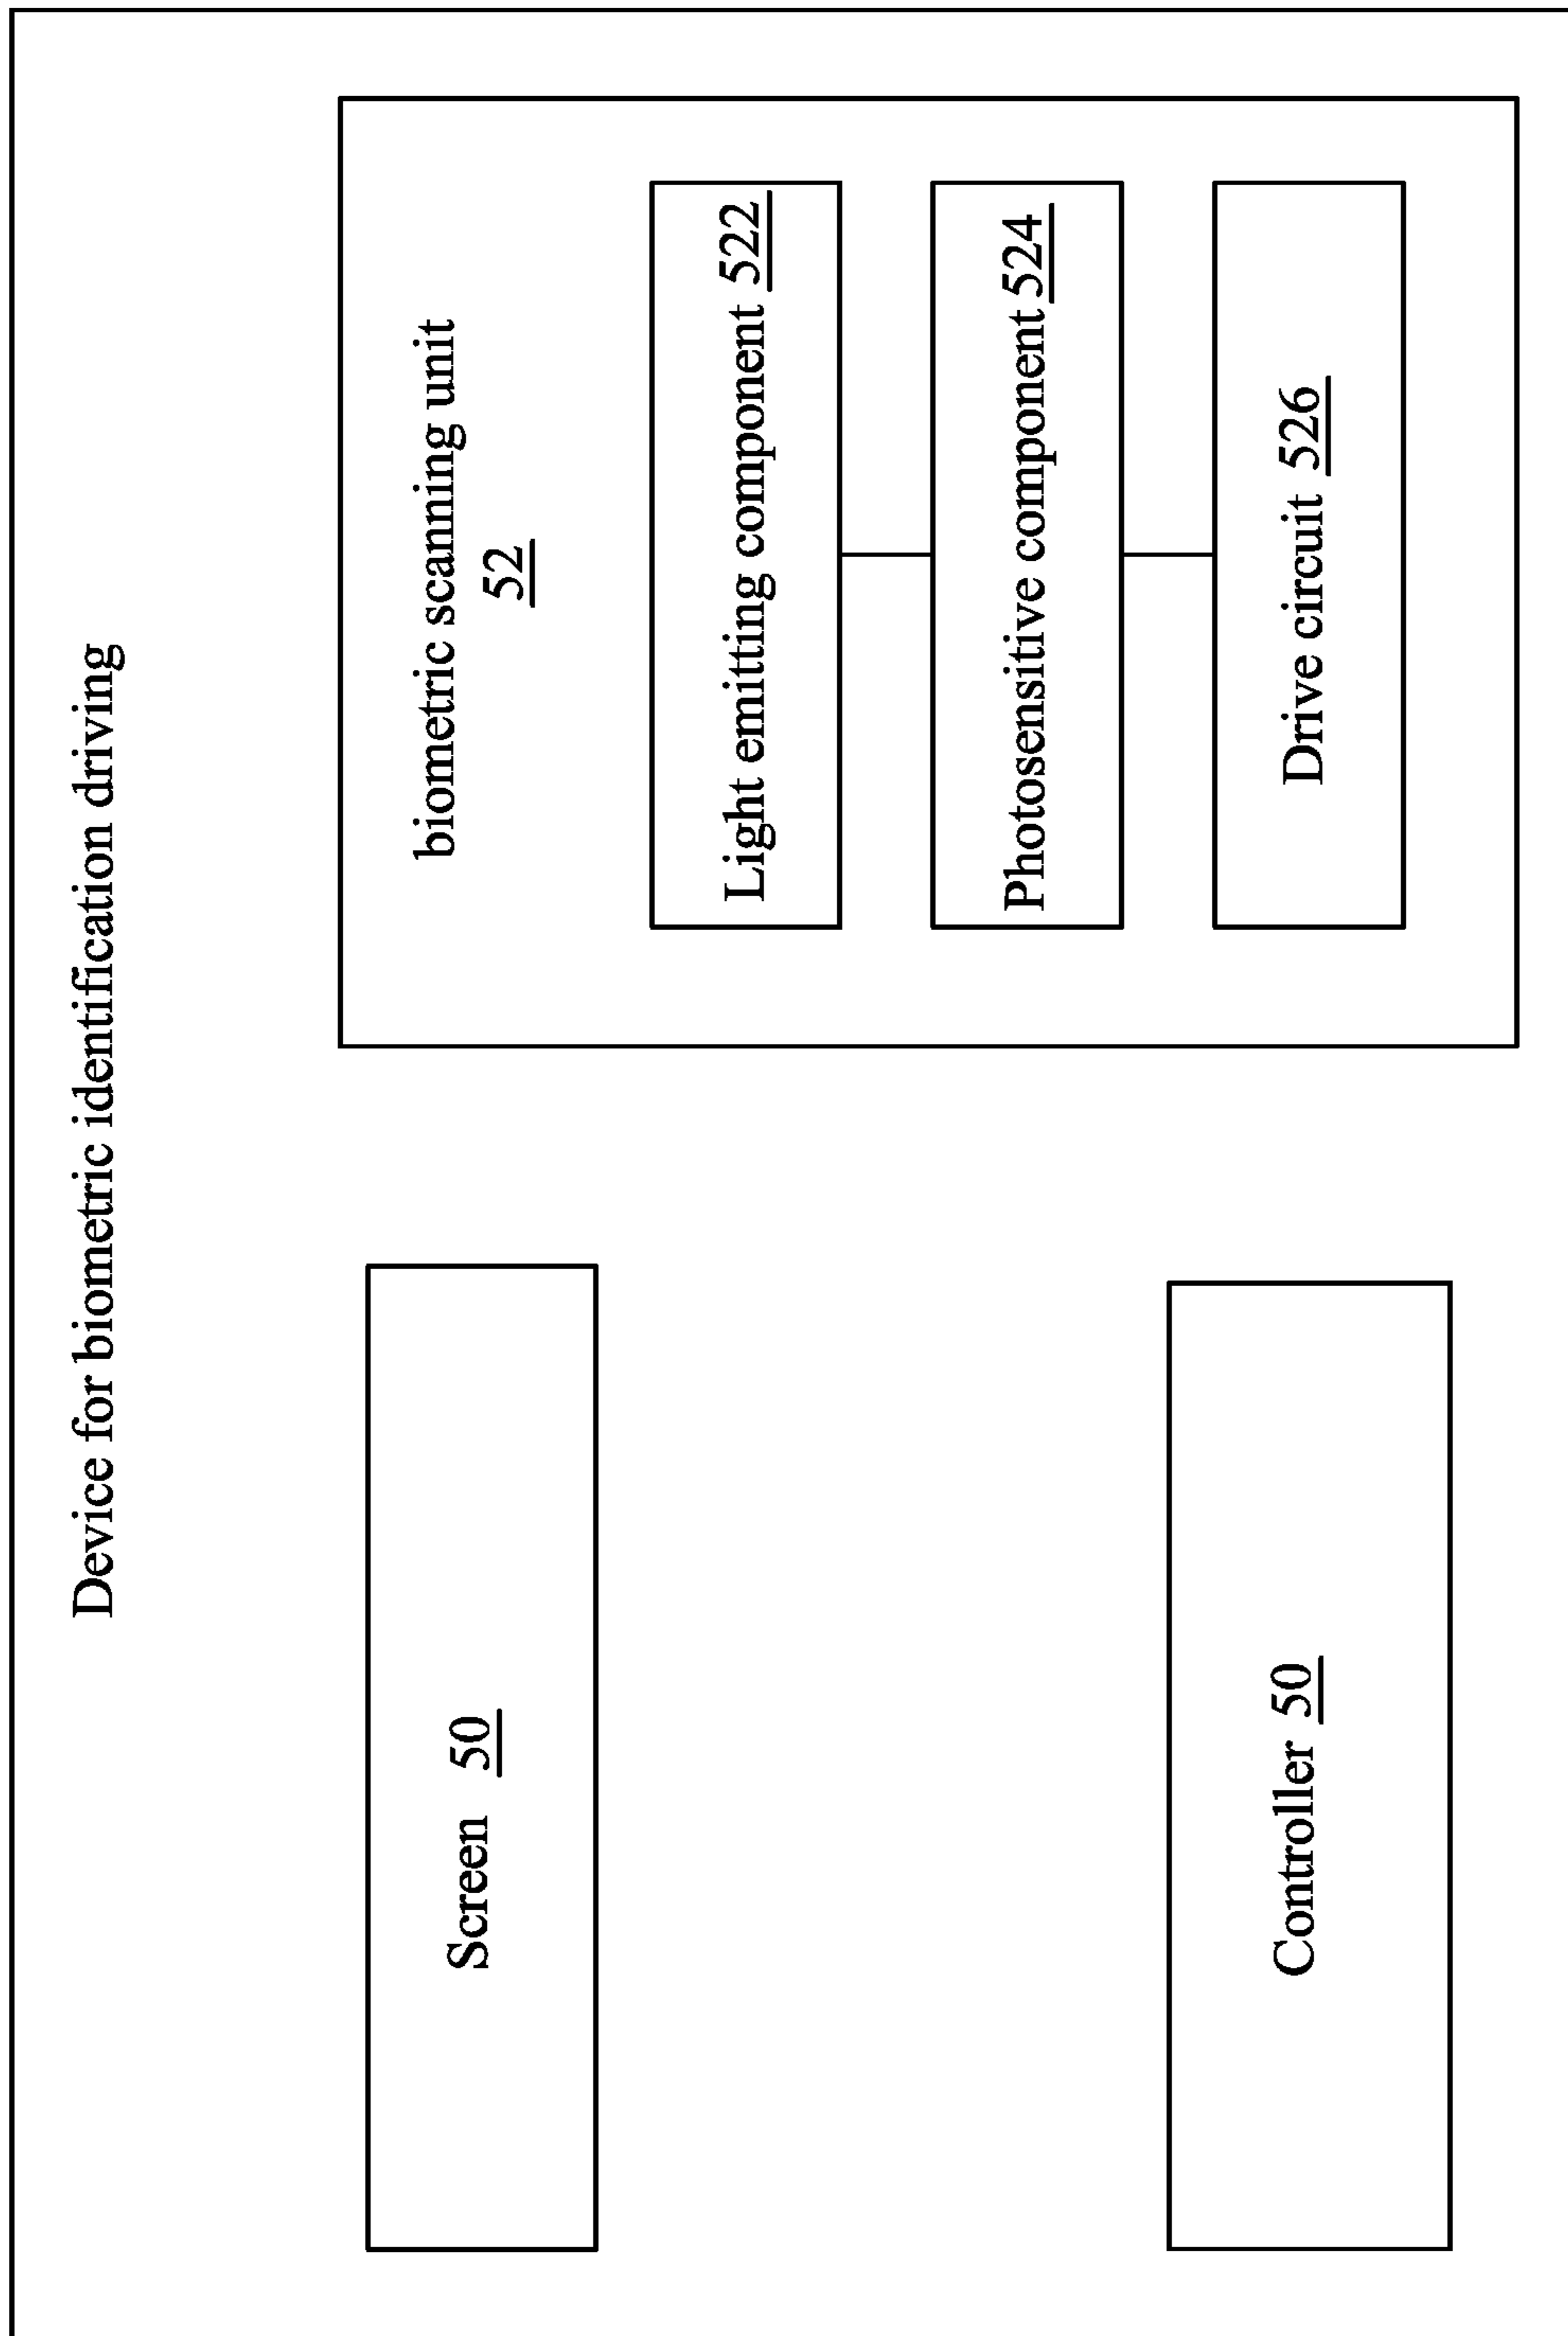 Device for biometric identification driving
Screen 50
Controller 50
biometric scanning unit
52
Light emitting component 522
Photosensitive component 524
Drive circuit 526